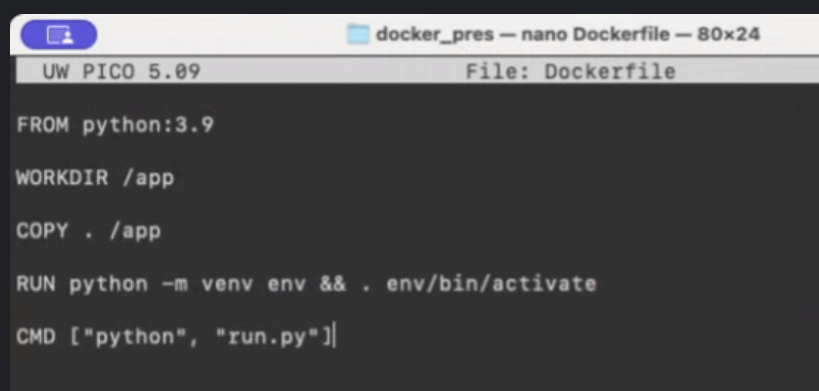 docker_pres — nano Dockerfile — 80×24
UW PICO 5.09 File: Dockerfile
FROM python:3.9
WORKDIR /app
COPY . /app
RUN python -m venv env && . env/bin/activate
CMD ["python", "run.py"]